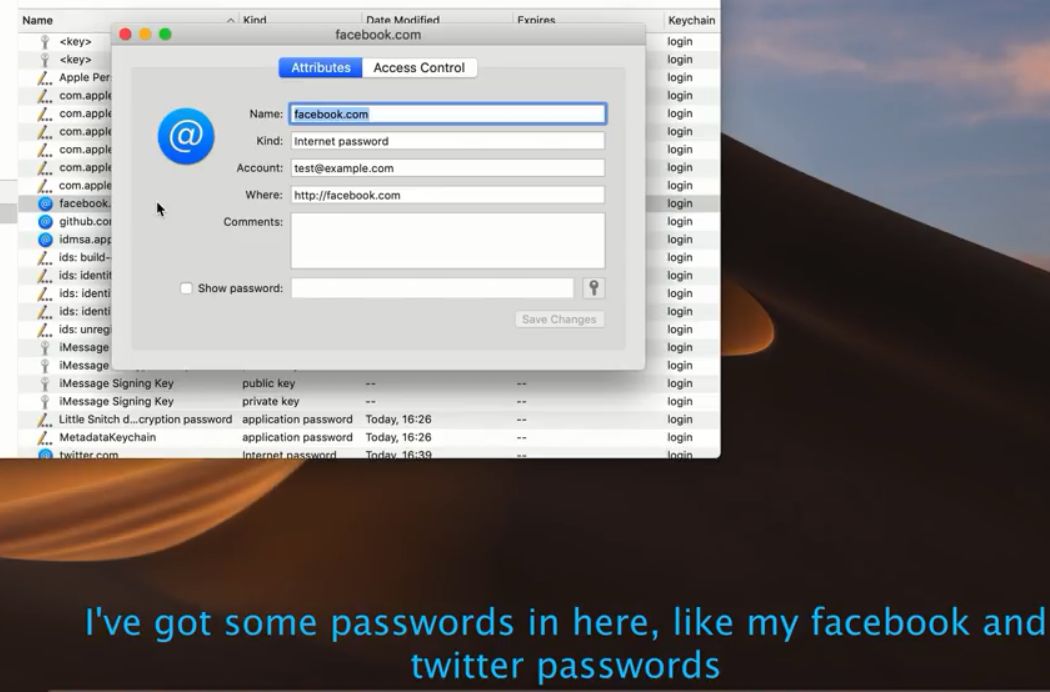 Name Kind Date Modified Expires Keychain
<key> login
<key> login
facebook.com
Apple Per login
Attributes Access Control
com.apple login
com.apple login
Name: facebook.com
com.apple login
Kind: Internet password
com.apple login
com.apple login
Account: test@example.com
com.apple login
Where: http://facebook.com
facebook. login
github.co login
Comments:
idmsa.app login
ids: build- login
ids: identit login
Show password:
ids: identi login
ids: identi login
Save Changes
ids: unregi login
iMessage login
iMessage login
iMessage Signing Key public key -- -- login
iMessage Signing Key private key -- -- login
Little Snitch d...cryption password application password Today, 16:26 -- login
MetadataKeychain application password Today, 16:26 -- login
twitter.com Internet password Today, 16:39 -- login
I've got some passwords in here, like my facebook and
twitter passwords